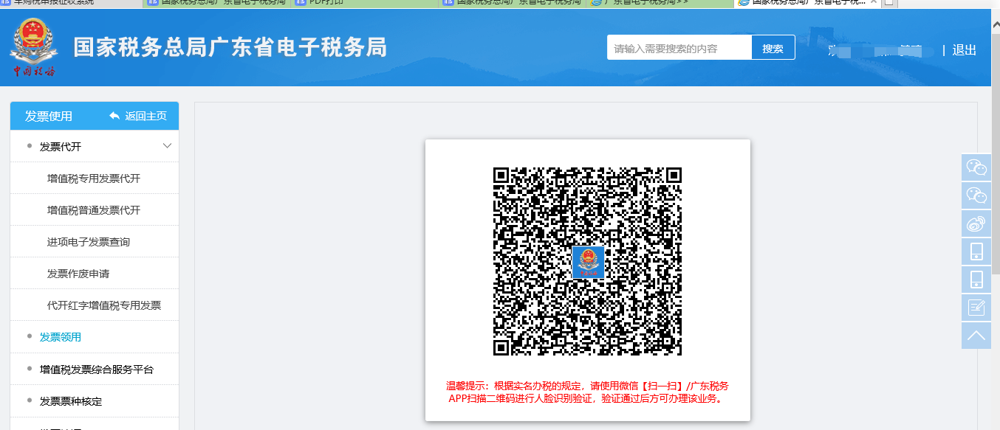 国家税务总局广东省电子税务局
PDF打印
国家税务总局广东省电子税务局
广东省电子税务局>>
国家税务总局广东省电子税...
中国税务
国家税务总局广东省电子税务局
请输入需要搜索的内容
搜索
| 退出
发票使用
返回主页
发票代开
增值税专用发票代开
增值税普通发票代开
进项电子发票查询
发票作废申请
代开红字增值税专用发票
发票领用
增值税发票综合服务平台
发票票种核定
温馨提示：根据实名办税的规定，请使用微信【扫一扫】/广东税务
APP扫描二维码进行人脸识别验证，验证通过后方可办理该业务。